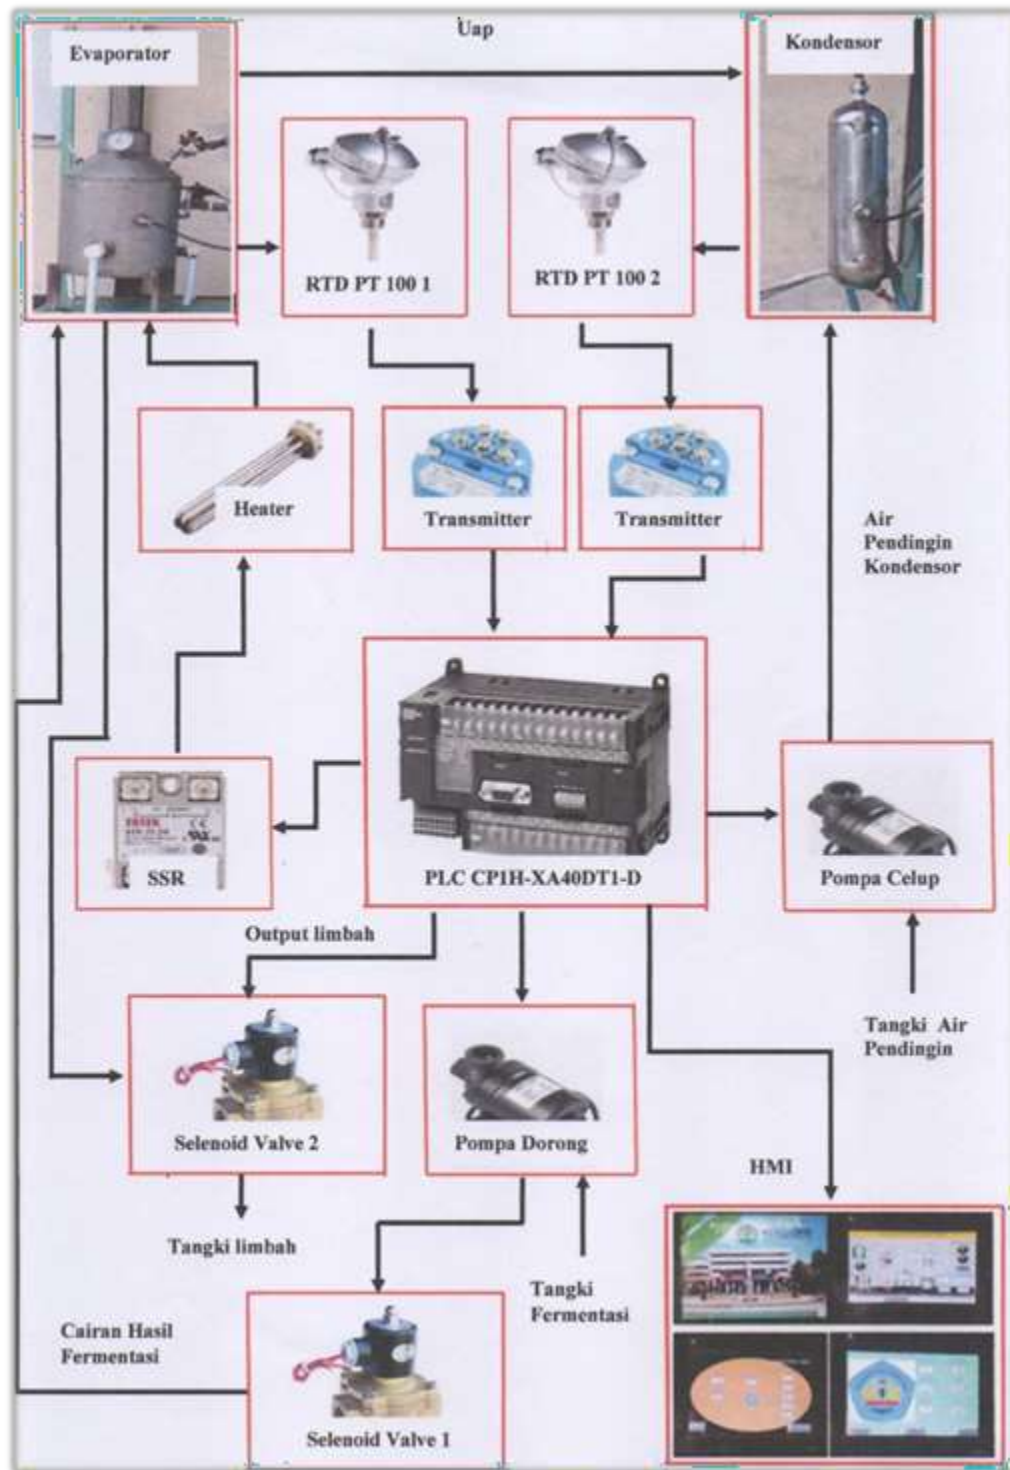 Uap
Evaporator
Kondensor
RTD PT 100 1
RTD PT 100 2
Heater
Transmitter
Transmitter
Air
Pendingin
Kondensor
FOTEK
SSR
PLC CP1H-XA40DT1-D
Pompa Celup
Output limbah
Tangki Air
Pendingin
Selenoid Valve 2
Pompa Dorong
HMI
Tangki limbah
Tangki
Fermentasi
Cairan Hasil
Fermentasi
Selenoid Valve 1